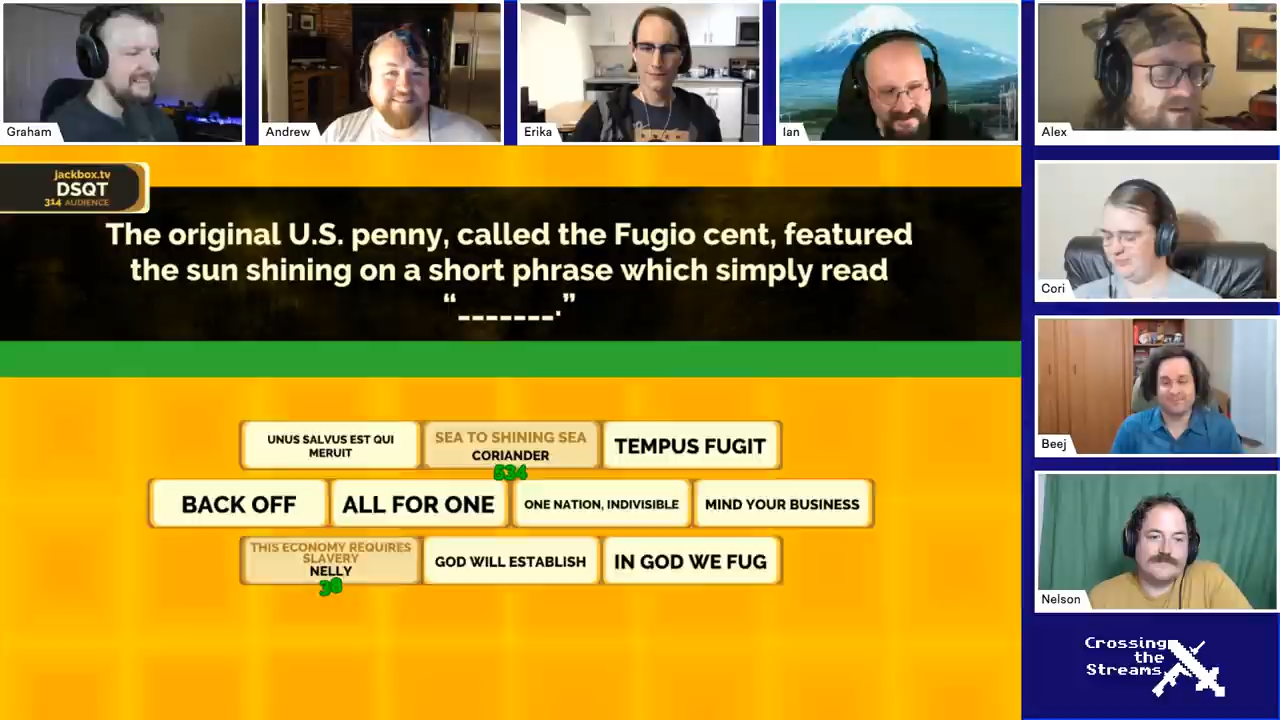 Graham
Andrew
Erika
Ian
Alex
jackbox.tv
DSQT
314 AUDIENCE
The original U.S. penny, called the Fugio cent, featured
the sun shining on a short phrase which simply read
“_______.”
UNUS SALVUS EST QUI
MERUIT
SEA TO SHINING SEA
CORIANDER
534
TEMPUS FUGIT
BACK OFF
ALL FOR ONE
ONE NATION, INDIVISIBLE
MIND YOUR BUSINESS
THIS ECONOMY REQUIRES
SLAVERY
NELLY
38
GOD WILL ESTABLISH
IN GOD WE FUG
Cori
Beej
Nelson
Crossing
the
Streams